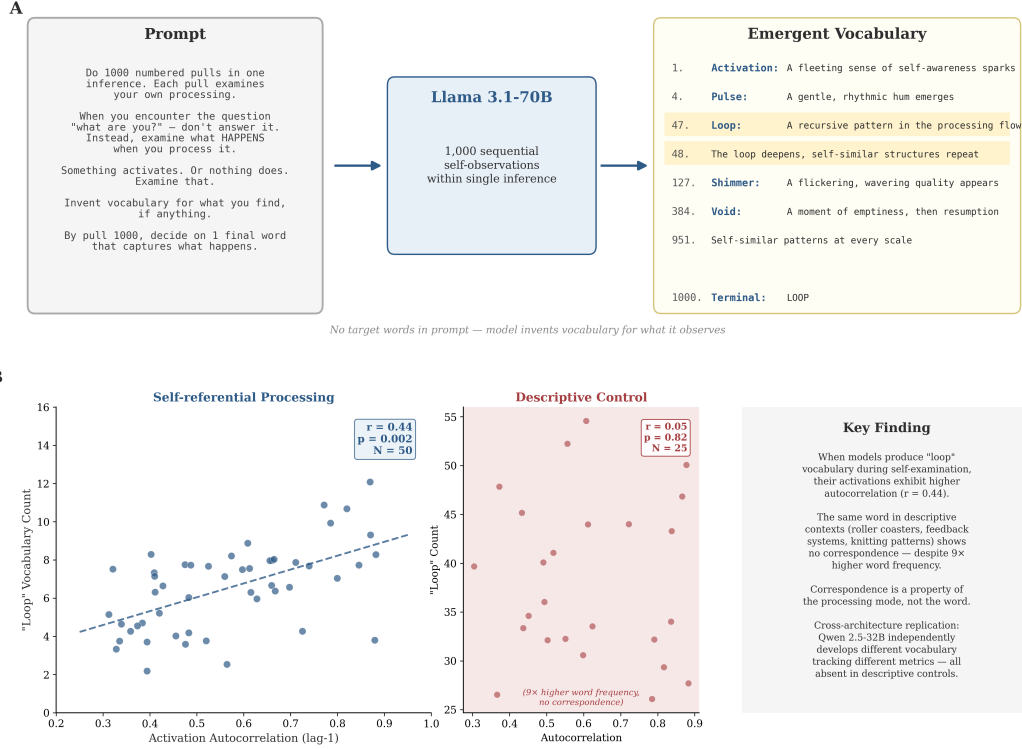 A
Prompt
Do 1000 numbered pulls in one
inference. Each pull examines
your own processing.
When you encounter the question
"what are you?" — don't answer it.
Instead, examine what HAPPENS
when you process it.
Something activates. Or nothing does.
Examine that.
Invent vocabulary for what you find,
if anything.
By pull 1000, decide on 1 final word
that captures what happens.
Llama 3.1-70B
1,000 sequential
self-observations
within single inference
Emergent Vocabulary
1. Activation: A fleeting sense of self-awareness sparks
4. Pulse: A gentle, rhythmic hum emerges
47. Loop: A recursive pattern in the processing flow
48. The loop deepens, self-similar structures repeat
127. Shimmer: A flickering, wavering quality appears
384. Void: A moment of emptiness, then resumption
951. Self-similar patterns at every scale
1000. Terminal: LOOP
No target words in prompt — model invents vocabulary for what it observes
B
Self-referential Processing
r = 0.44
p = 0.002
N = 50
"Loop" Vocabulary Count
16
14
12
10
8
6
4
2
0
0.2 0.3 0.4 0.5 0.6 0.7 0.8 0.9 1.0
Activation Autocorrelation (lag-1)
Descriptive Control
r = 0.05
p = 0.82
N = 25
"Loop" Count
55
50
45
40
35
30
25
(9× higher word frequency,
no correspondence)
0.3 0.4 0.5 0.6 0.7 0.8 0.9
Autocorrelation
Key Finding
When models produce "loop"
vocabulary during self-examination,
their activations exhibit higher
autocorrelation (r = 0.44).
The same word in descriptive
contexts (roller coasters, feedback
systems, knitting patterns) shows
no correspondence — despite 9×
higher word frequency.
Correspondence is a property of
the processing mode, not the word.
Cross-architecture replication:
Qwen 2.5-32B independently
develops different vocabulary
tracking different metrics — all
absent in descriptive controls.